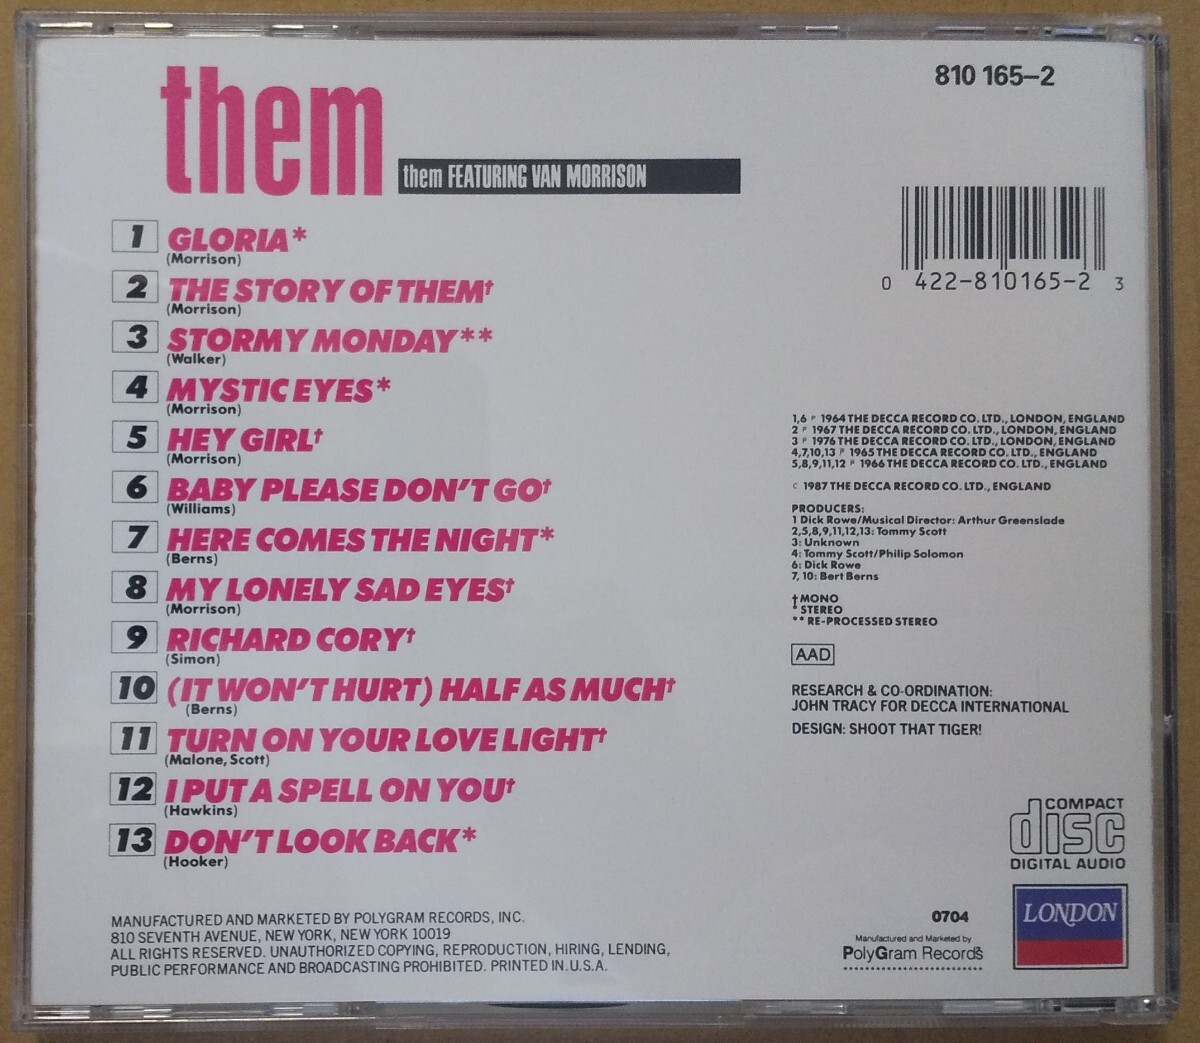 them
them FEATURING VAN MORRISON
810 165-2
1 GLORIA*
(Morrison)
2 THE STORY OF THEM†
(Morrison)
3 STORMY MONDAY**
(Walker)
4 MYSTIC EYES*
(Morrison)
5 HEY GIRL†
(Morrison)
6 BABY PLEASE DON'T GO†
(Williams)
7 HERE COMES THE NIGHT*
(Berns)
8 MY LONELY SAD EYES†
(Morrison)
9 RICHARD CORY†
(Simon)
10 (IT WON'T HURT) HALF AS MUCH†
(Berns)
11 TURN ON YOUR LOVE LIGHT†
(Malone, Scott)
12 I PUT A SPELL ON YOU†
(Hawkins)
13 DON'T LOOK BACK*
(Hooker)
0 422-810165-2 3
1,6 ℗ 1964 THE DECCA RECORD CO. LTD., LONDON, ENGLAND
2 ℗ 1967 THE DECCA RECORD CO. LTD., LONDON, ENGLAND
3 ℗ 1976 THE DECCA RECORD CO. LTD., LONDON, ENGLAND
4,7,10,13 ℗ 1965 THE DECCA RECORD CO. LTD., ENGLAND
5,8,9,11,12 ℗ 1966 THE DECCA RECORD CO. LTD., ENGLAND
© 1987 THE DECCA RECORD CO. LTD., ENGLAND
PRODUCERS:
1 Dick Rowe/Musical Director: Arthur Greenslade
2,5,8,9,11,12,13: Tommy Scott
3: Unknown
4: Tommy Scott/Philip Solomon
6: Dick Rowe
7, 10: Bert Berns
† MONO
* STEREO
** RE-PROCESSED STEREO
AAD
RESEARCH & CO-ORDINATION:
JOHN TRACY FOR DECCA INTERNATIONAL
DESIGN: SHOOT THAT TIGER!
COMPACT
disc
DIGITAL AUDIO
MANUFACTURED AND MARKETED BY POLYGRAM RECORDS, INC.
810 SEVENTH AVENUE, NEW YORK, NEW YORK 10019
ALL RIGHTS RESERVED. UNAUTHORIZED COPYING, REPRODUCTION, HIRING, LENDING,
PUBLIC PERFORMANCE AND BROADCASTING PROHIBITED. PRINTED IN U.S.A.
0704
Manufactured and Marketed by
PolyGram Records
LONDON